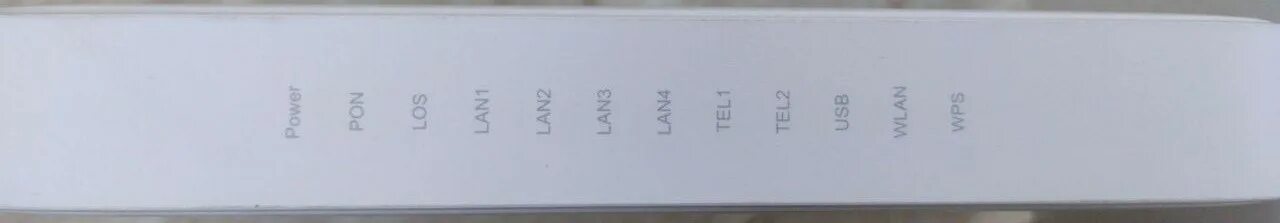 Power
PON
LOS
LAN1
LAN2
LAN3
LAN4
TEL1
TEL2
USB
WLAN
WPS